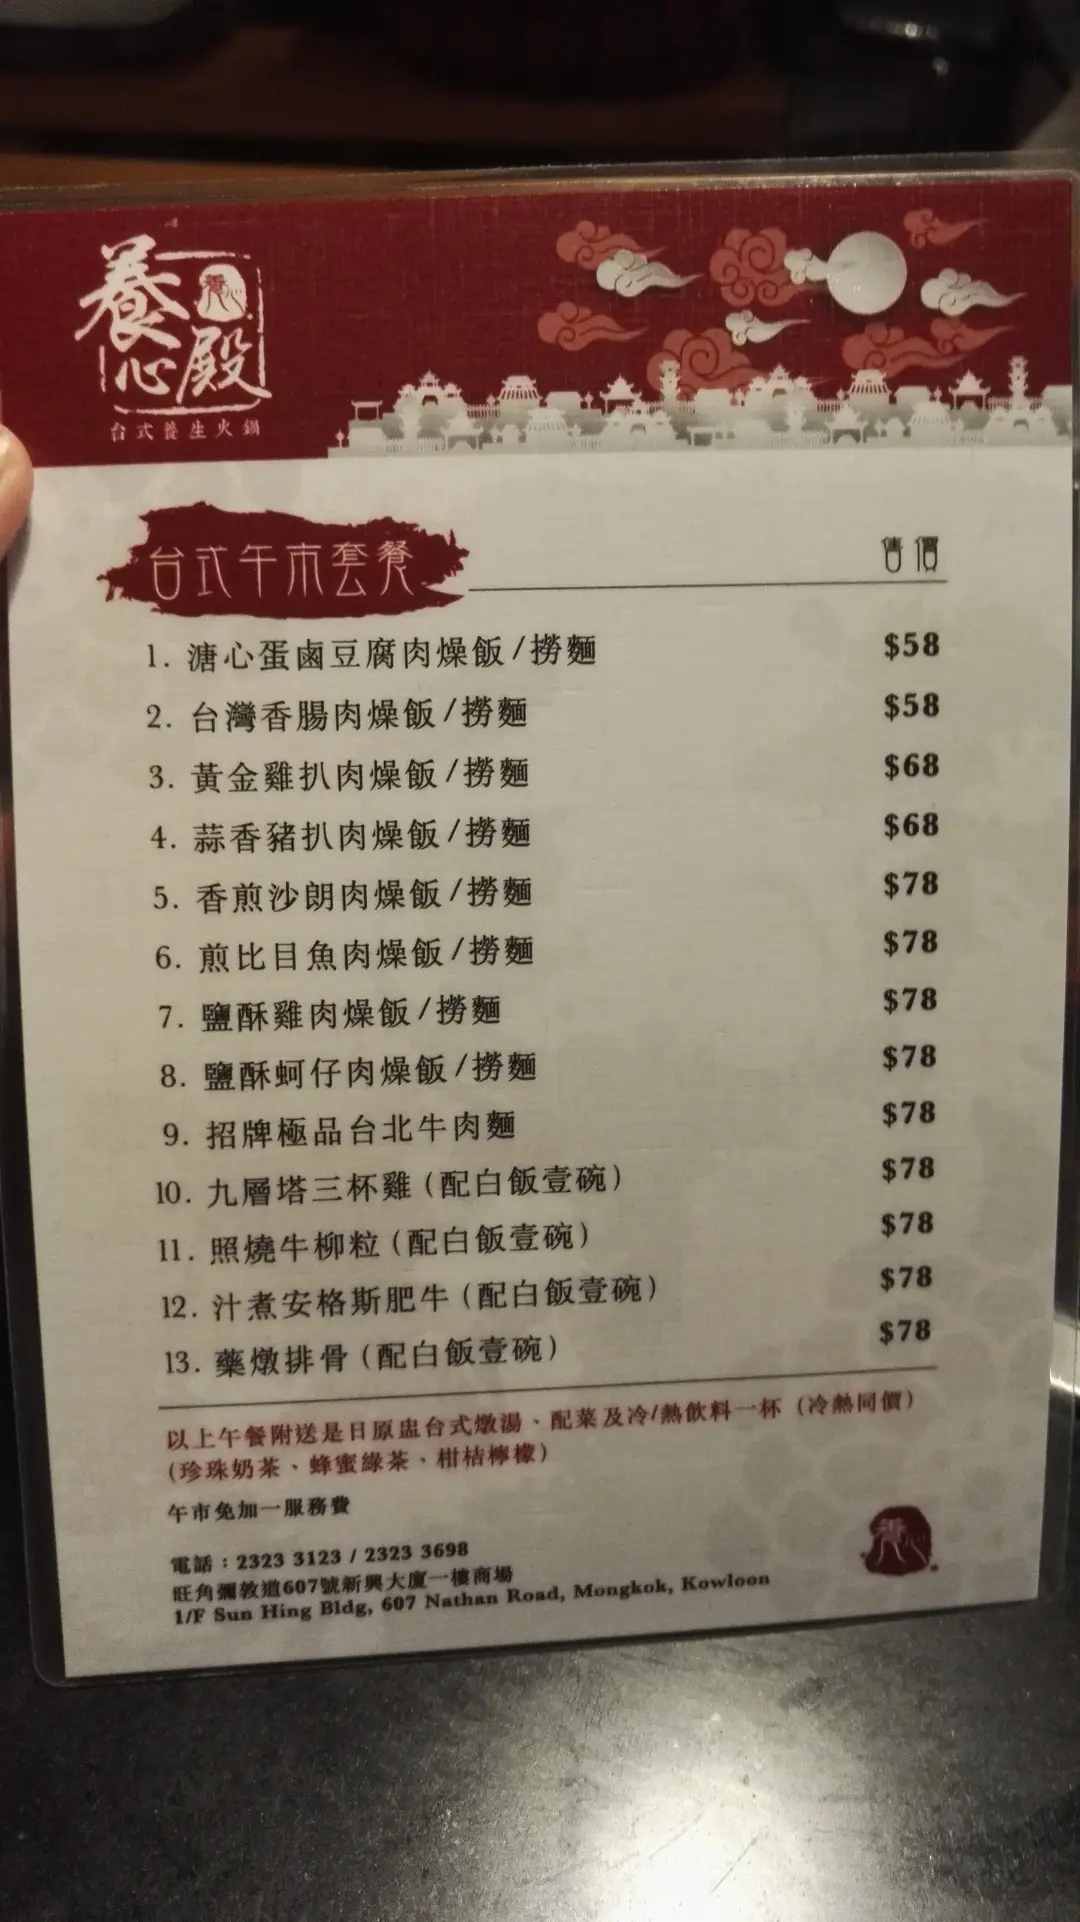 養心殿
養心
台式養生火鍋
台式午市套餐 售價
1. 溏心蛋鹵豆腐肉燥飯/撈麵 $58
2. 台灣香腸肉燥飯/撈麵 $58
3. 黃金雞扒肉燥飯/撈麵 $68
4. 蒜香豬扒肉燥飯/撈麵 $68
5. 香煎沙朗肉燥飯/撈麵 $78
6. 煎比目魚肉燥飯/撈麵 $78
7. 鹽酥雞肉燥飯/撈麵 $78
8. 鹽酥蚵仔肉燥飯/撈麵 $78
9. 招牌極品台北牛肉麵 $78
10. 九層塔三杯雞(配白飯壹碗) $78
11. 照燒牛柳粒(配白飯壹碗) $78
12. 汁煮安格斯肥牛(配白飯壹碗) $78
13. 藥燉排骨(配白飯壹碗) $78
以上午餐附送是日原盅台式燉湯、配菜及冷/熱飲料一杯 (冷熱同價)
(珍珠奶茶、蜂蜜綠茶、柑桔檸檬)
午市免加一服務費
電話：2323 3123 / 2323 3698
旺角彌敦道607號新興大廈一樓商場
1/F Sun Hing Bldg, 607 Nathan Road, Mongkok, Kowloon
養心